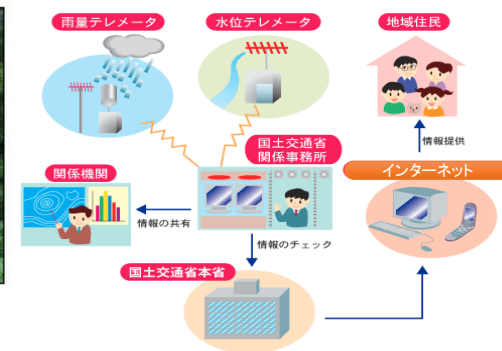 雨量テレメータ
水位テレメータ
地域住民
情報提供
国土交通省
関係事務所
インターネット
関係機関
情報の共有
情報のチェック
国土交通省本省